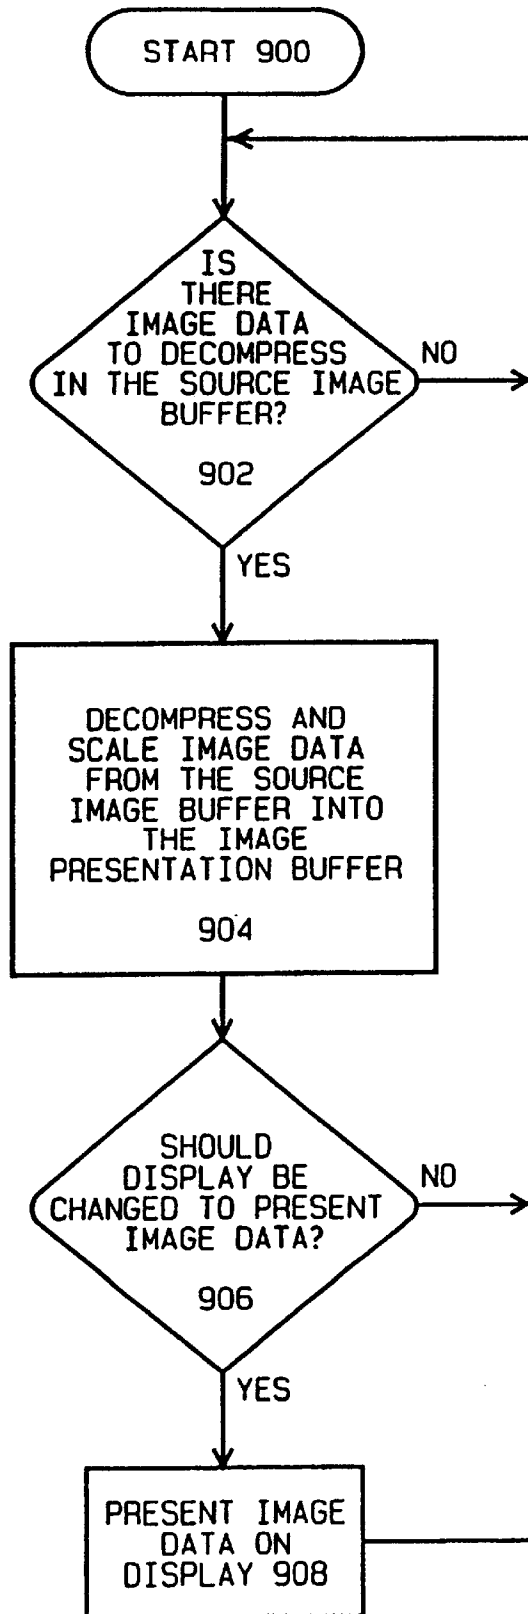 START 900
IS
THERE
IMAGE DATA
TO DECOMPRESS
IN THE SOURCE IMAGE
BUFFER?
902
NO
YES
DECOMPRESS AND
SCALE IMAGE DATA
FROM THE SOURCE
IMAGE BUFFER INTO
THE IMAGE
PRESENTATION BUFFER
904
SHOULD
DISPLAY BE
CHANGED TO PRESENT
IMAGE DATA?
906
NO
YES
PRESENT IMAGE
DATA ON
DISPLAY 908